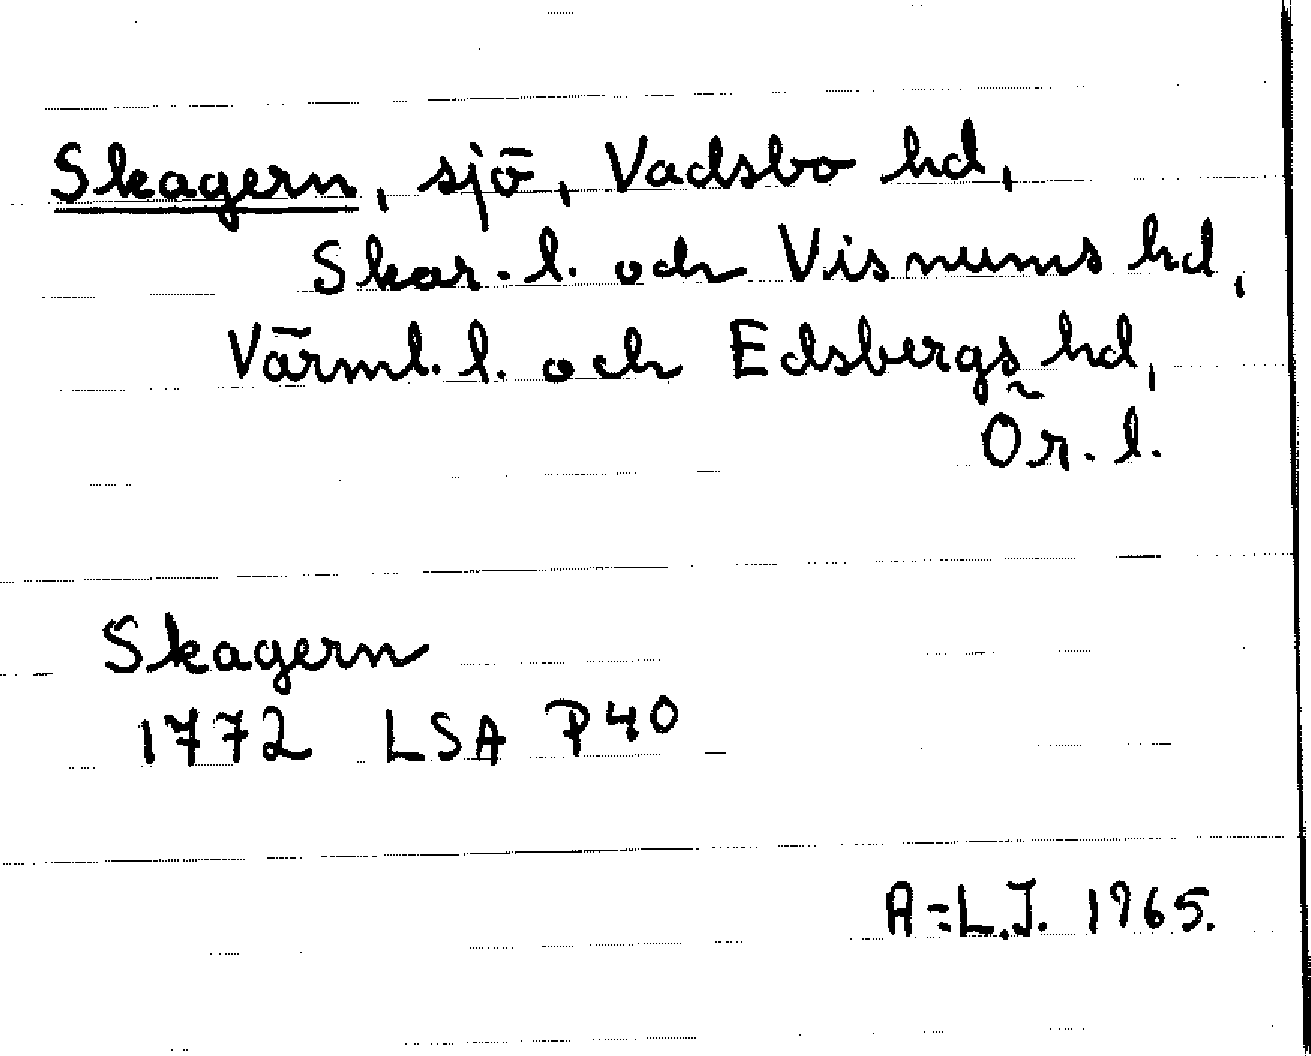 Skagern, sjö, Vadsbo hd,
Skar.l. och Visnums hd,
Värml.l. och Edsbergs hd,
Ör.l.
Skagern
1772 LSA P40
A-L.J. 1965.